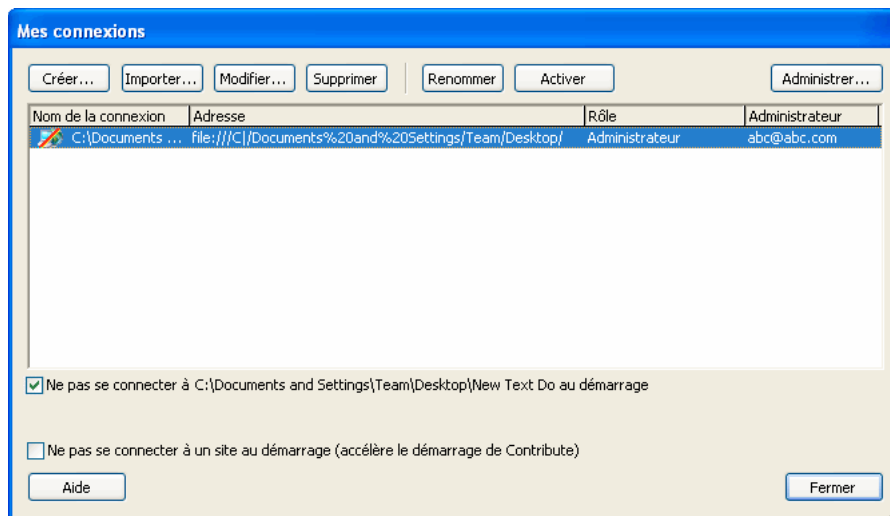 Mes connexions
Créer... Importer... Modifier... Supprimer Renommer Activer Administrer...
Nom de la connexion Adresse Rôle Administrateur
C:\Documents ... file:///C|/Documents%20and%20Settings/Team/Desktop/ Administrateur abc@abc.com
Ne pas se connecter à C:\Documents and Settings\Team\Desktop\New Text Do au démarrage
Ne pas se connecter à un site au démarrage (accélère le démarrage de Contribute)
Aide Fermer